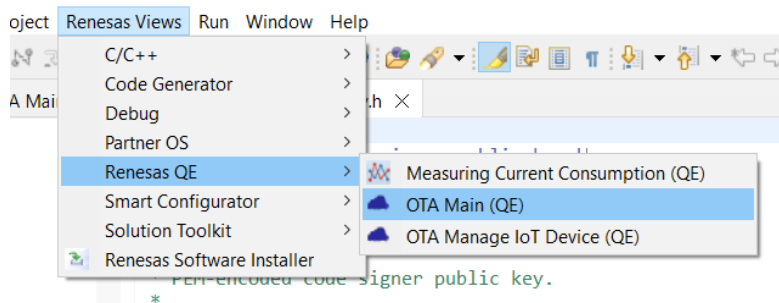 oject Renesas Views Run Window Help
C/C++
A Mai
.h
Code Generator
Debug
Partner OS
Renesas QE
Measuring Current Consumption (QE)
Smart Configurator
OTA Main (QE)
Solution Toolkit
OTA Manage IoT Device (QE)
Renesas Software Installer
* PEM-encoded code signer public key.
*